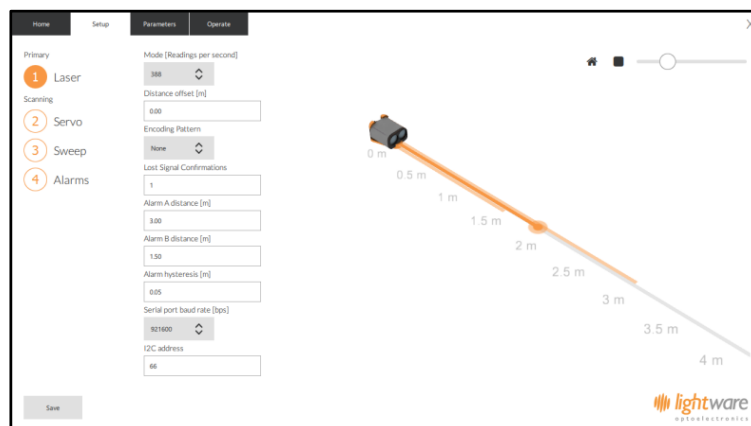 Home Setup Parameters Operate X
Primary
1 Laser
Scanning
2 Servo
3 Sweep
4 Alarms
Save
Mode [Readings per second]
388
Distance offset [m]
0.00
Encoding Pattern
None
Lost Signal Confirmations
1
Alarm A distance [m]
3.00
Alarm B distance [m]
1.50
Alarm hysteresis [m]
0.05
Serial port baud rate [bps]
921600
I2C address
66
0 m
0.5 m
1 m
1.5 m
2 m
2.5 m
3 m
3.5 m
4 m
lightware
optoelectronics